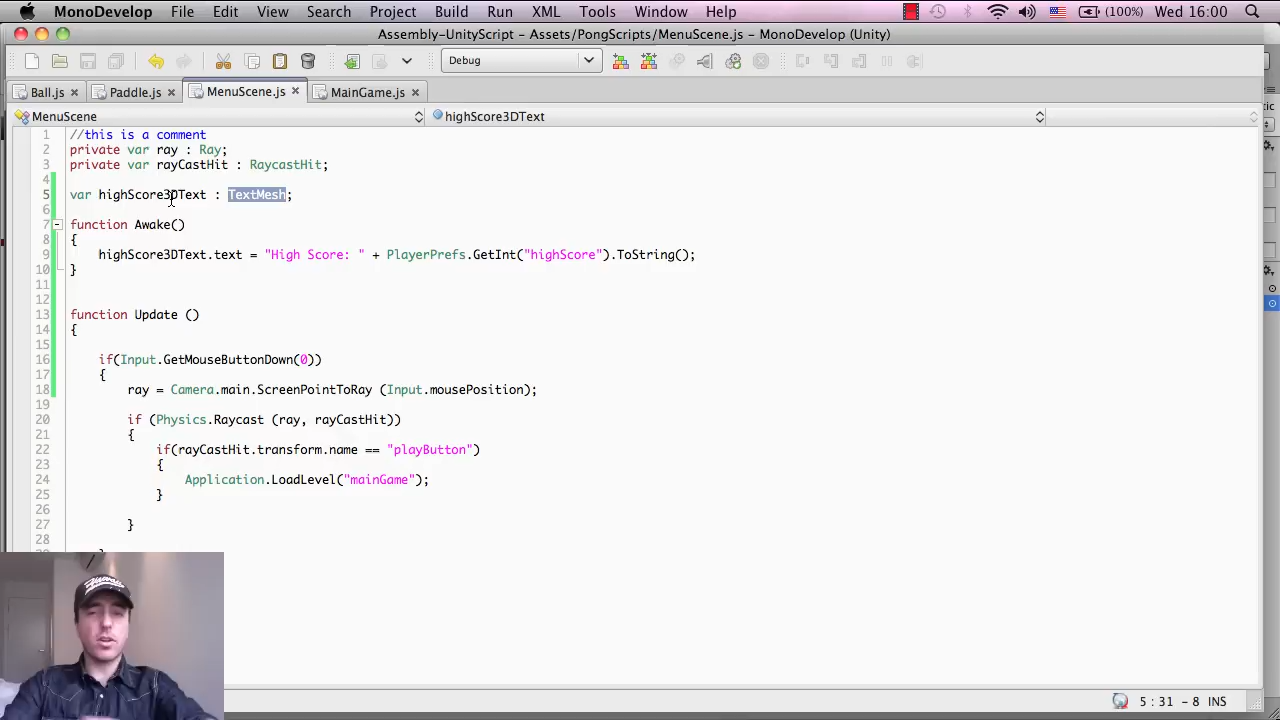 MonoDevelop File Edit View Search Project Build Run XML Tools Window Help (100%) Wed 16:00
Assembly-UnityScript - Assets/PongScripts/MenuScene.js - MonoDevelop (Unity)
Debug
Ball.js Paddle.js MenuScene.js MainGame.js
MenuScene highScore3DText
1 //this is a comment
2 private var ray : Ray;
3 private var rayCastHit : RaycastHit;
4
5 var highScore3DText : TextMesh;
6
7 function Awake()
8 {
9 highScore3DText.text = "High Score: " + PlayerPrefs.GetInt("highScore").ToString();
10 }
11
12
13 function Update ()
14 {
15
16 if(Input.GetMouseButtonDown(0))
17 {
18 ray = Camera.main.ScreenPointToRay (Input.mousePosition);
19
20 if (Physics.Raycast (ray, rayCastHit))
21 {
22 if(rayCastHit.transform.name == "playButton")
23 {
24 Application.LoadLevel("mainGame");
25 }
26
27 }
28
5 : 31 - 8 INS